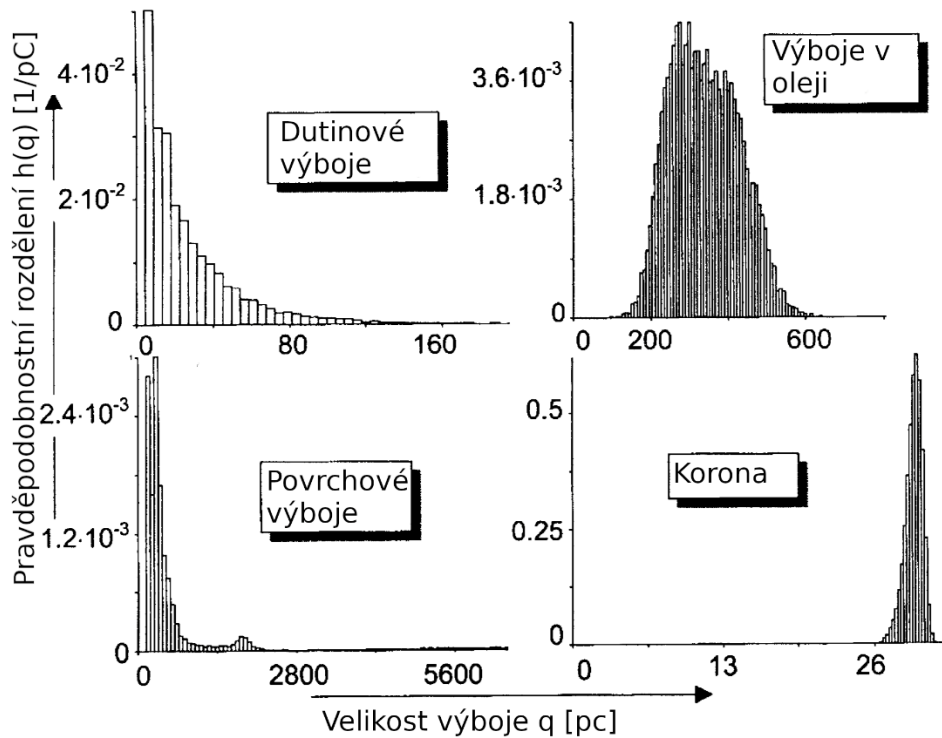 Pravděpodobnostní rozdělení h(q) [1/pC]
4·10⁻²
2·10⁻²
0
0
80
160
Dutinové
výboje
3.6·10⁻³
1.8·10⁻³
0
0
200
600
Výboje v
oleji
2.4·10⁻³
1.2·10⁻³
0
0
2800
5600
Povrchové
výboje
0.5
0.25
0
0
13
26
Korona
Velikost výboje q [pc]